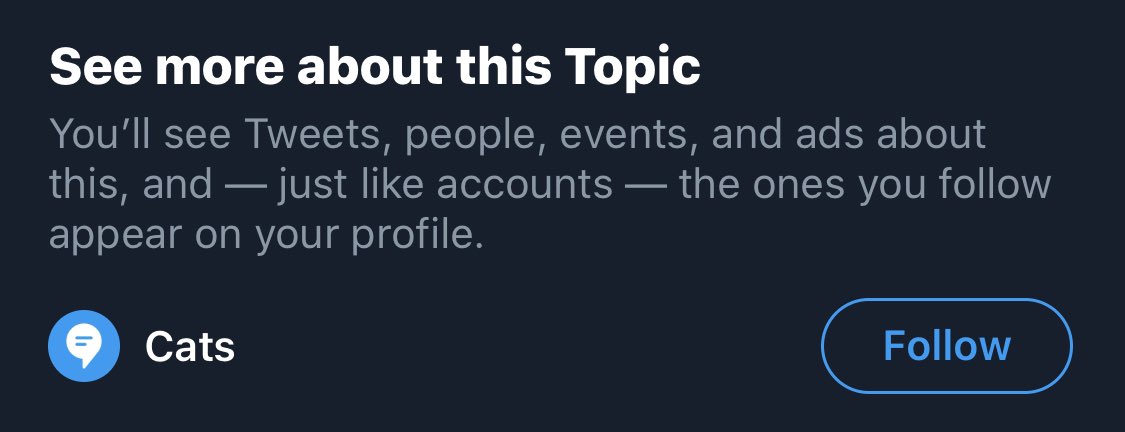 See more about this Topic
You’ll see Tweets, people, events, and ads about
this, and — just like accounts — the ones you follow
appear on your profile.
Cats
Follow